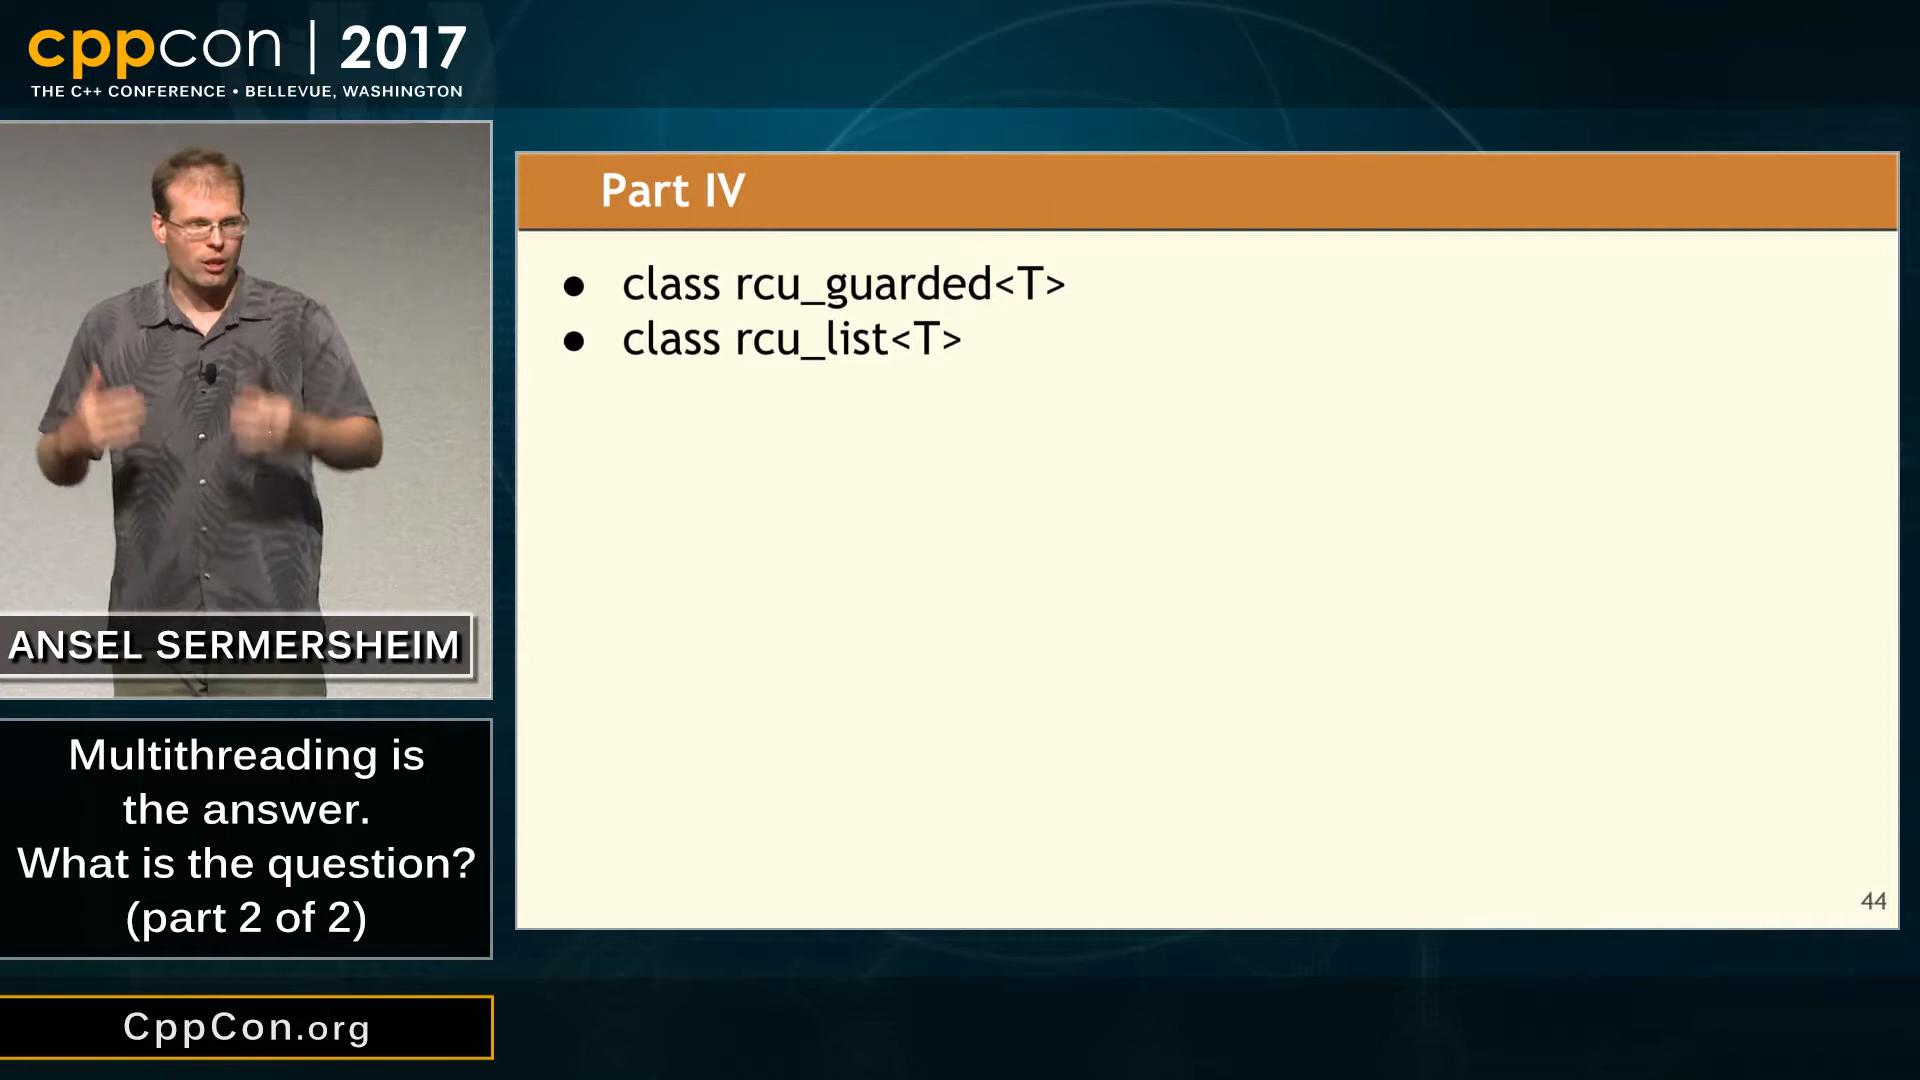 cppcon | 2017
THE C++ CONFERENCE • BELLEVUE, WASHINGTON
ANSEL SERMERSHEIM
Multithreading is
the answer.
What is the question?
(part 2 of 2)
CppCon.org
Part IV
● class rcu_guarded<T>
● class rcu_list<T>
44